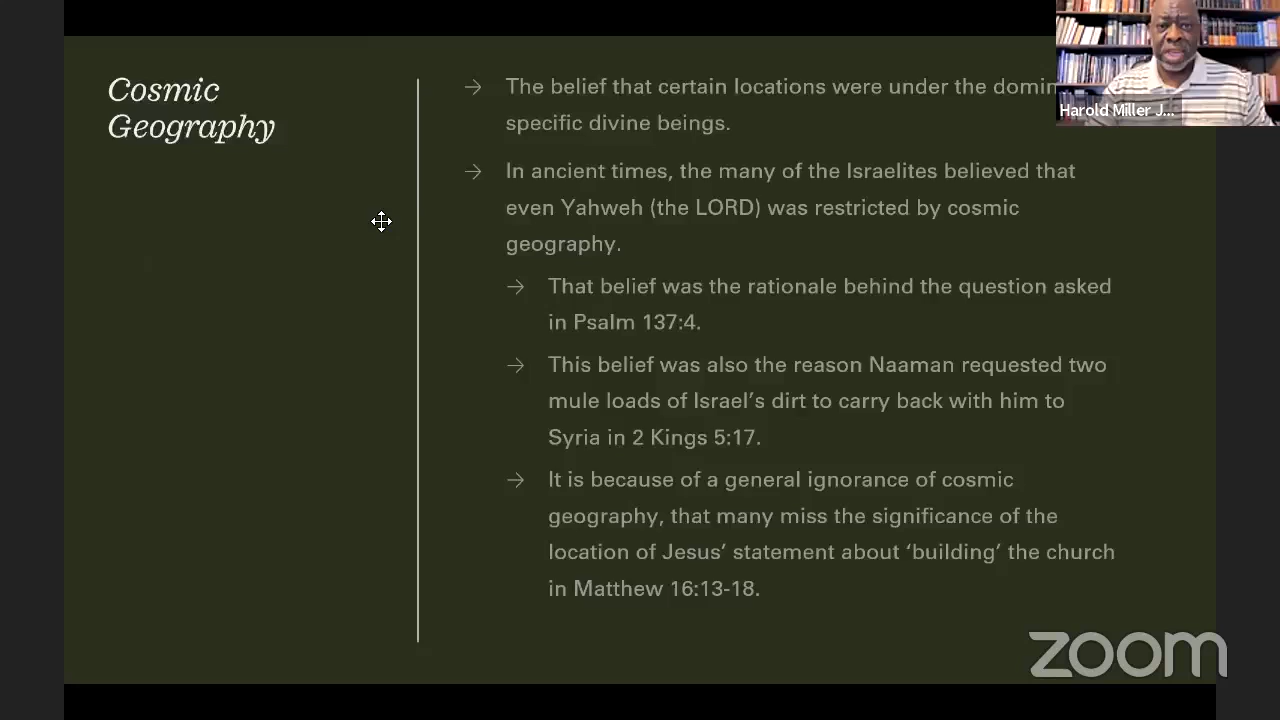 Cosmic
Geography
→ The belief that certain locations were under the
specific divine beings.
→ In ancient times, the many of the Israelites believed that
even Yahweh (the LORD) was restricted by cosmic
geography.
→ That belief was the rationale behind the question asked
in Psalm 137:4.
→ This belief was also the reason Naaman requested two
mule loads of Israel’s dirt to carry back with him to
Syria in 2 Kings 5:17.
→ It is because of a general ignorance of cosmic
geography, that many miss the significance of the
location of Jesus’ statement about ‘building’ the church
in Matthew 16:13-18.
Harold Miller J...
zoom